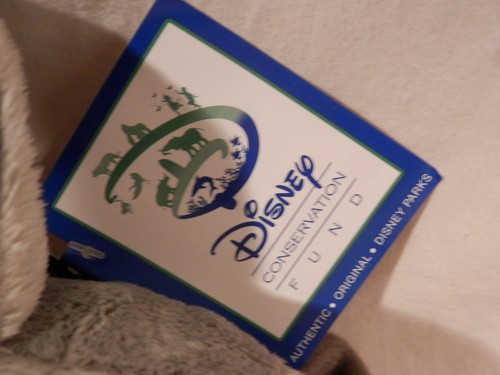 Disney
CONSERVATION
FUND
AUTHENTIC • ORIGINAL • DISNEY PARKS